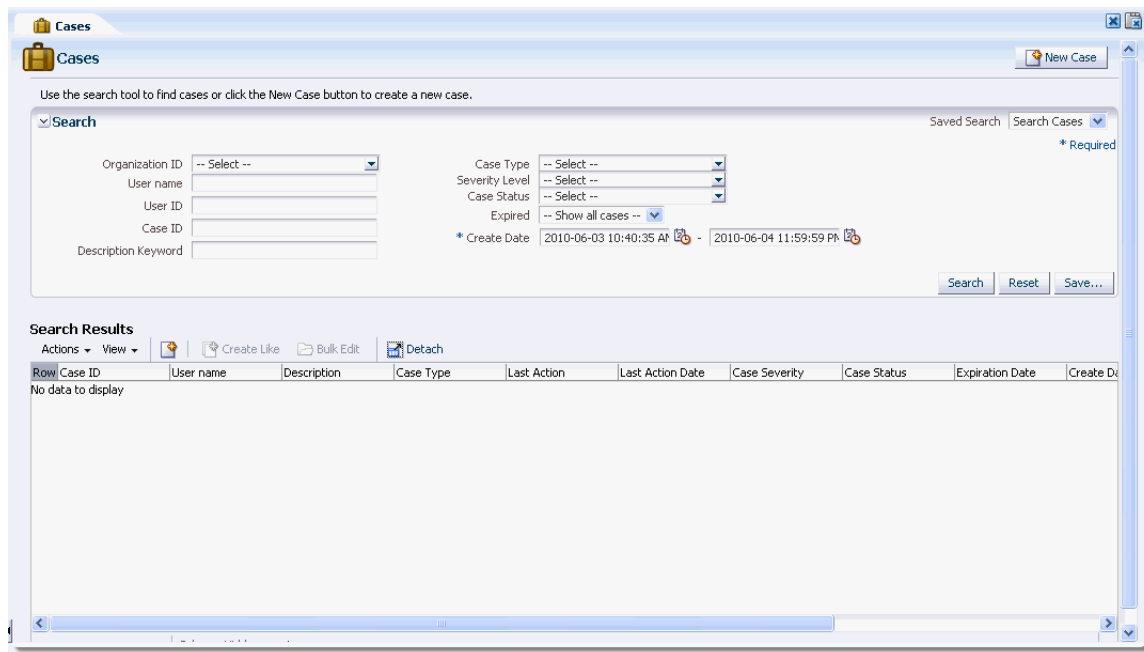 Cases
Cases
New Case
Use the search tool to find cases or click the New Case button to create a new case.
Search
Saved Search Search Cases
* Required
Organization ID -- Select --
User name
User ID
Case ID
Description Keyword
Case Type -- Select --
Severity Level -- Select --
Case Status -- Select --
Expired -- Show all cases --
* Create Date 2010-06-03 10:40:35 AM - 2010-06-04 11:59:59 PM
Search Reset Save...
Search Results
Actions View Create Like Bulk Edit Detach
Row Case ID User name Description Case Type Last Action Last Action Date Case Severity Case Status Expiration Date Create Da
No data to display